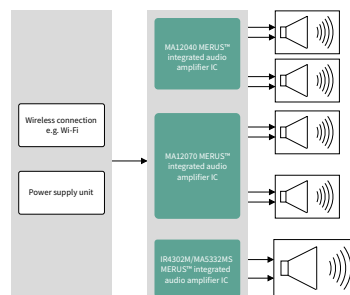 MA12040 MERUS™
integrated audio
amplifier IC
Wireless connection
e.g. Wi-Fi
MA12070 MERUS™
integrated audio
amplifier IC
Power supply unit
IR4302M/MA5332MS
MERUS™ integrated
audio amplifier IC